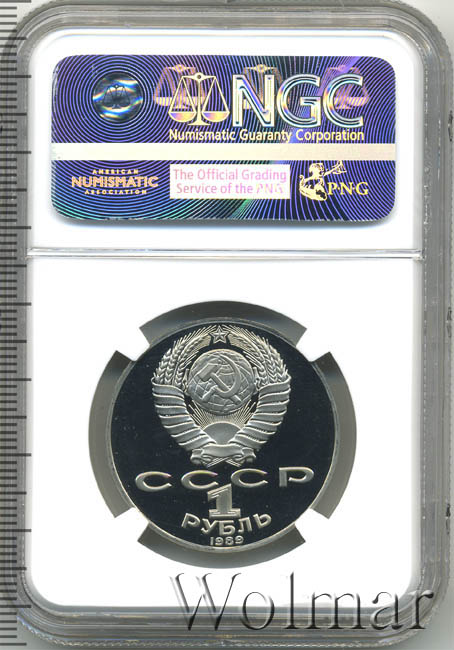 NGC
Numismatic Guaranty Corporation
AMERICAN
NUMISMATIC
ASSOCIATION
The Official Grading
Service of the PNG
PNG
СССР
1
РУБЛЬ
1989
Wolmar